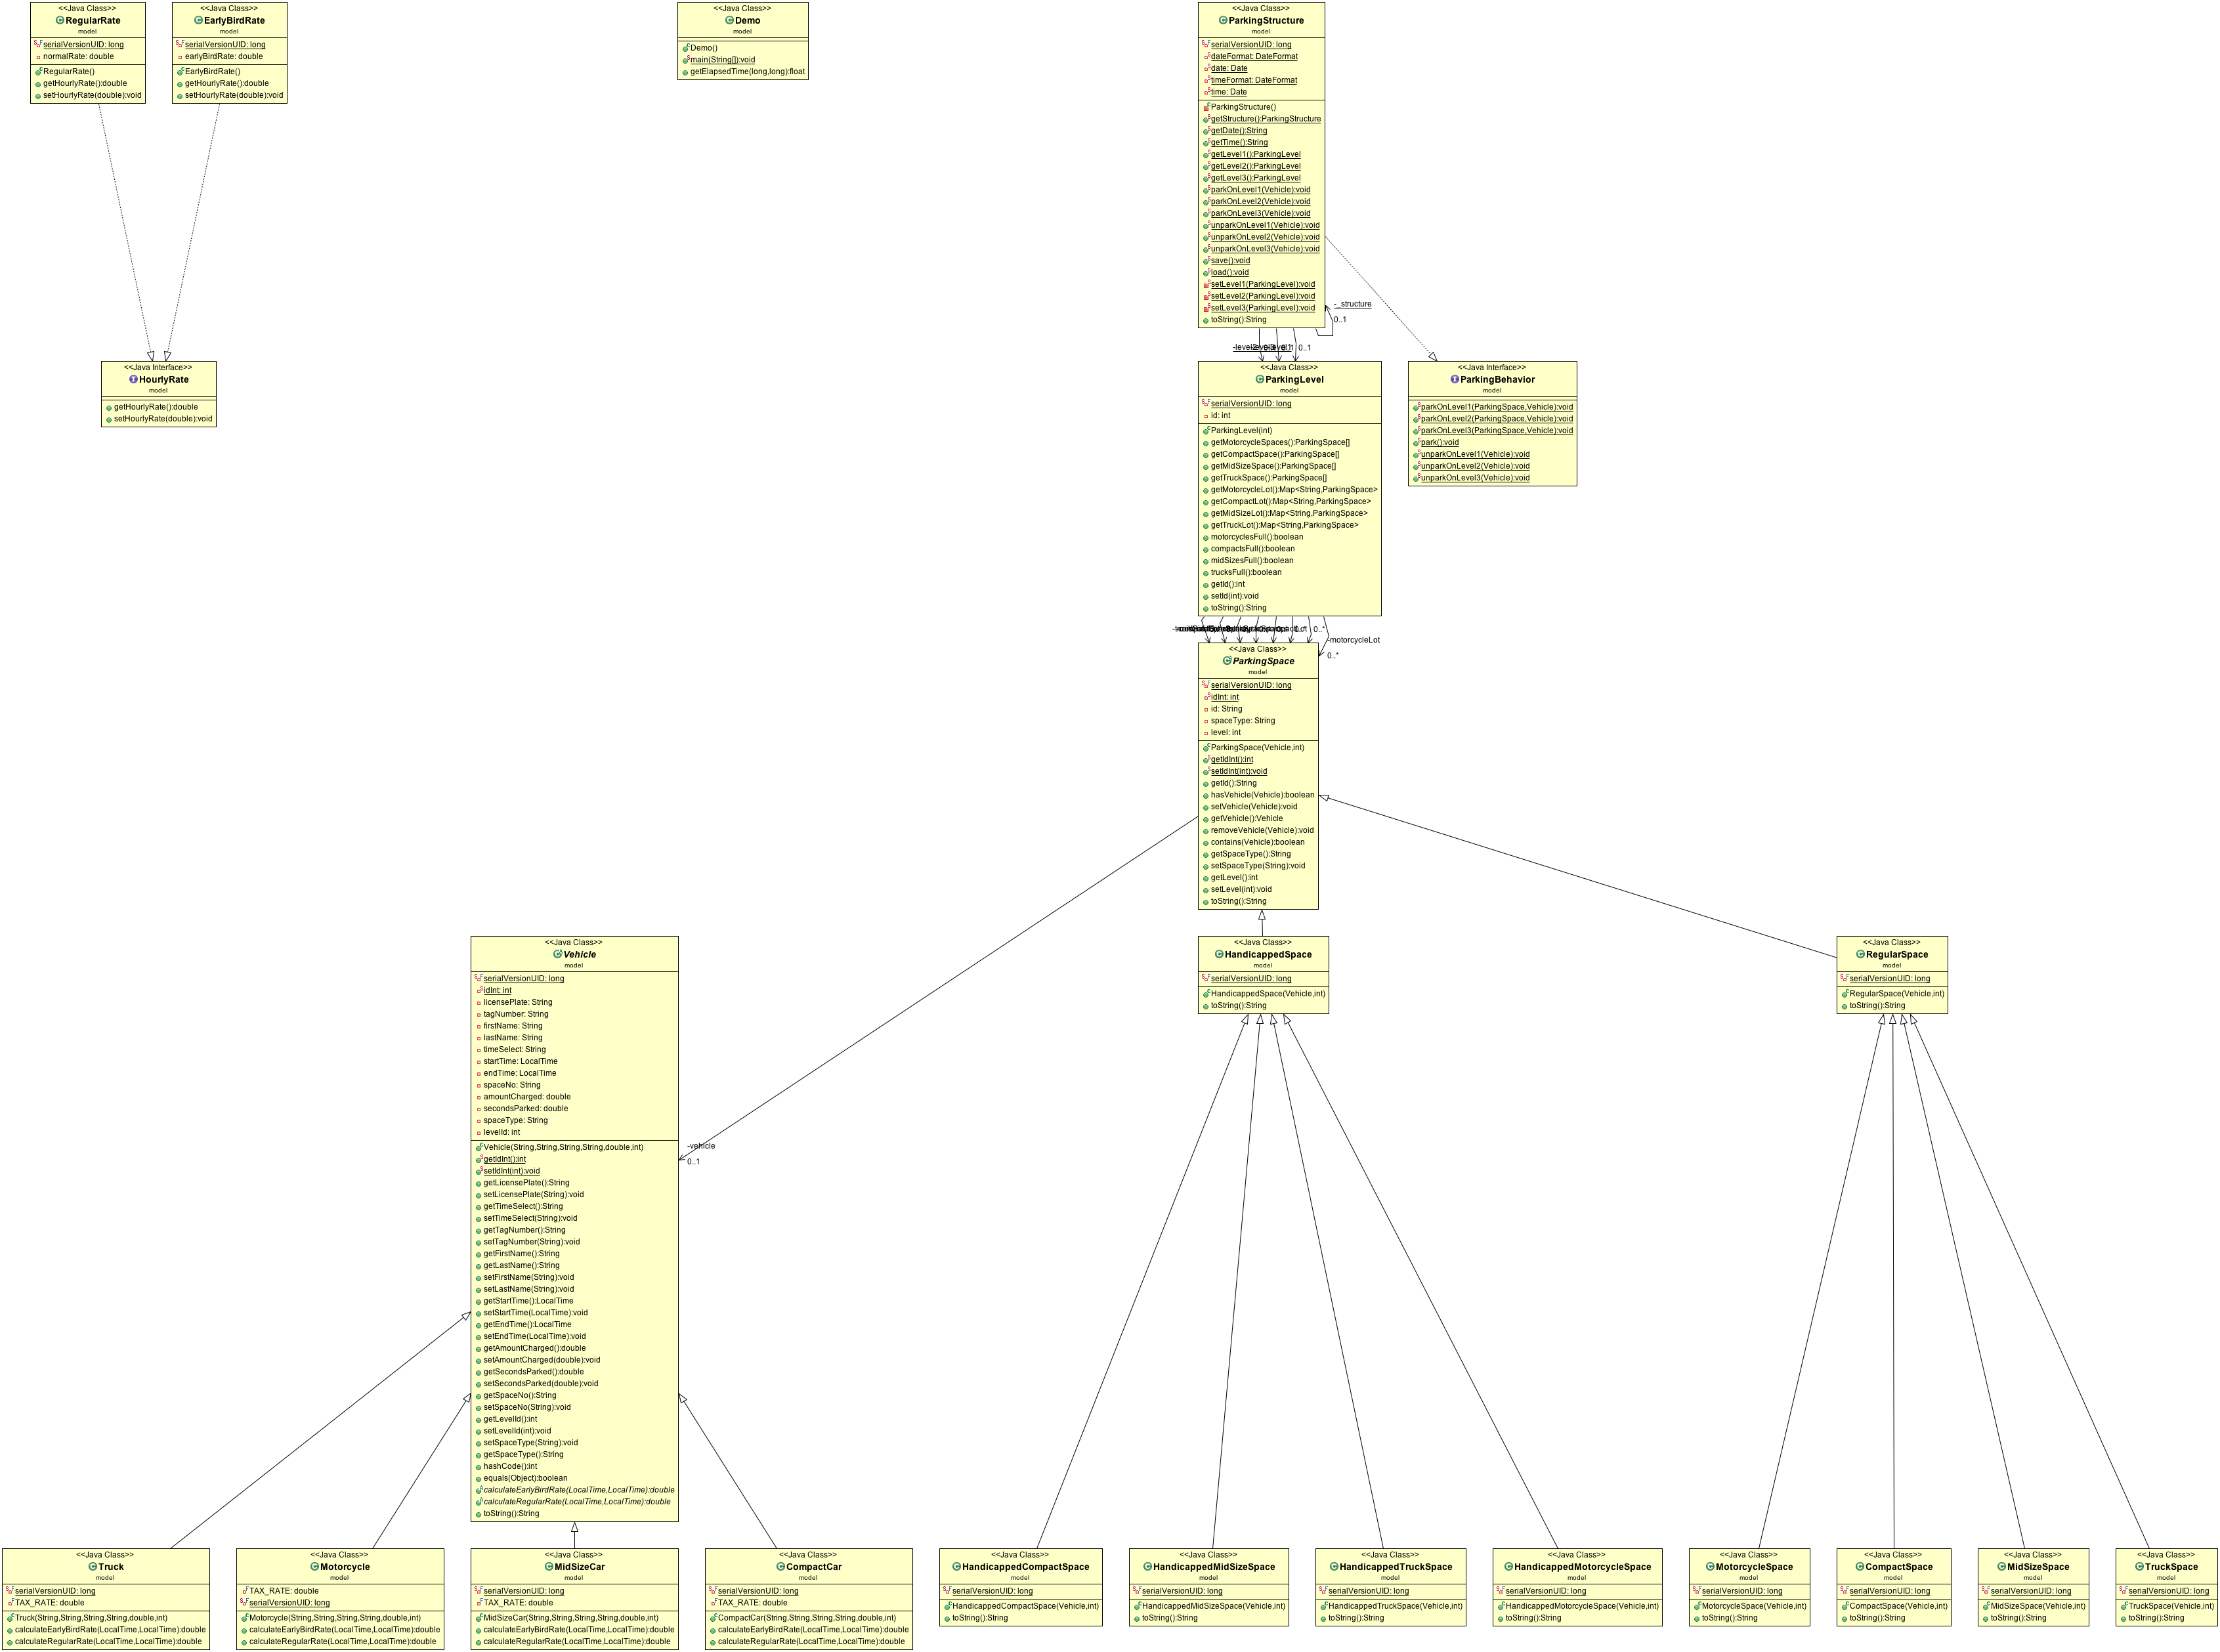 <<Java Class>>
RegularRate
model
serialVersionUID: long
normalRate: double
RegularRate()
getHourlyRate():double
setHourlyRate(double):void
<<Java Class>>
EarlyBirdRate
model
serialVersionUID: long
earlyBirdRate: double
EarlyBirdRate()
getHourlyRate():double
setHourlyRate(double):void
<<Java Class>>
Demo
model
Demo()
main(String[]):void
getElapsedTime(long,long):float
<<Java Class>>
ParkingStructure
model
serialVersionUID: long
dateFormat: DateFormat
date: Date
timeFormat: DateFormat
time: Date
ParkingStructure()
getStructure():ParkingStructure
getDate():String
getTime():String
getLevel1():ParkingLevel
getLevel2():ParkingLevel
getLevel3():ParkingLevel
parkOnLevel1(Vehicle):void
parkOnLevel2(Vehicle):void
parkOnLevel3(Vehicle):void
unparkOnLevel1(Vehicle):void
unparkOnLevel2(Vehicle):void
unparkOnLevel3(Vehicle):void
save():void
load():void
setLevel1(ParkingLevel):void
setLevel2(ParkingLevel):void
setLevel3(ParkingLevel):void
toString():String
-_structure
0..1
0..1
<<Java Interface>>
HourlyRate
model
getHourlyRate():double
setHourlyRate(double):void
<<Java Class>>
ParkingLevel
model
serialVersionUID: long
id: int
ParkingLevel(int)
getMotorcycleSpaces():ParkingSpace[]
getCompactSpace():ParkingSpace[]
getMidSizeSpace():ParkingSpace[]
getTruckSpace():ParkingSpace[]
getMotorcycleLot():Map<String,ParkingSpace>
getCompactLot():Map<String,ParkingSpace>
getMidSizeLot():Map<String,ParkingSpace>
getTruckLot():Map<String,ParkingSpace>
motorcyclesFull():boolean
compactsFull():boolean
midSizesFull():boolean
trucksFull():boolean
getId():int
setId(int):void
toString():String
<<Java Interface>>
ParkingBehavior
model
parkOnLevel1(ParkingSpace,Vehicle):void
parkOnLevel2(ParkingSpace,Vehicle):void
parkOnLevel3(ParkingSpace,Vehicle):void
park():void
unparkOnLevel1(Vehicle):void
unparkOnLevel2(Vehicle):void
unparkOnLevel3(Vehicle):void
0..*
-motorcycleLot
0..*
<<Java Class>>
ParkingSpace
model
serialVersionUID: long
idInt: int
id: String
spaceType: String
level: int
ParkingSpace(Vehicle,int)
getIdInt():int
setIdInt(int):void
getId():String
hasVehicle(Vehicle):boolean
setVehicle(Vehicle):void
getVehicle():Vehicle
removeVehicle(Vehicle):void
contains(Vehicle):boolean
getSpaceType():String
setSpaceType(String):void
getLevel():int
setLevel(int):void
toString():String
<<Java Class>>
Vehicle
model
serialVersionUID: long
idInt: int
licensePlate: String
tagNumber: String
firstName: String
lastName: String
timeSelect: String
startTime: LocalTime
endTime: LocalTime
spaceNo: String
amountCharged: double
secondsParked: double
spaceType: String
levelId: int
Vehicle(String,String,String,String,double,int)
getIdInt():int
setIdInt(int):void
getLicensePlate():String
setLicensePlate(String):void
getTimeSelect():String
setTimeSelect(String):void
getTagNumber():String
setTagNumber(String):void
getFirstName():String
getLastName():String
setFirstName(String):void
setLastName(String):void
getStartTime():LocalTime
setStartTime(LocalTime):void
getEndTime():LocalTime
setEndTime(LocalTime):void
getAmountCharged():double
setAmountCharged(double):void
getSecondsParked():double
setSecondsParked(double):void
getSpaceNo():String
setSpaceNo(String):void
getLevelId():int
setLevelId(int):void
setSpaceType(String):void
getSpaceType():String
hashCode():int
equals(Object):boolean
calculateEarlyBirdRate(LocalTime,LocalTime):double
calculateRegularRate(LocalTime,LocalTime):double
toString():String
-vehicle
0..1
<<Java Class>>
HandicappedSpace
model
serialVersionUID: long
HandicappedSpace(Vehicle,int)
toString():String
<<Java Class>>
RegularSpace
model
serialVersionUID: long
RegularSpace(Vehicle,int)
toString():String
<<Java Class>>
Truck
model
serialVersionUID: long
TAX_RATE: double
Truck(String,String,String,String,double,int)
calculateEarlyBirdRate(LocalTime,LocalTime):double
calculateRegularRate(LocalTime,LocalTime):double
<<Java Class>>
Motorcycle
model
TAX_RATE: double
serialVersionUID: long
Motorcycle(String,String,String,String,double,int)
calculateEarlyBirdRate(LocalTime,LocalTime):double
calculateRegularRate(LocalTime,LocalTime):double
<<Java Class>>
MidSizeCar
model
serialVersionUID: long
TAX_RATE: double
MidSizeCar(String,String,String,String,double,int)
calculateEarlyBirdRate(LocalTime,LocalTime):double
calculateRegularRate(LocalTime,LocalTime):double
<<Java Class>>
CompactCar
model
serialVersionUID: long
TAX_RATE: double
CompactCar(String,String,String,String,double,int)
calculateEarlyBirdRate(LocalTime,LocalTime):double
calculateRegularRate(LocalTime,LocalTime):double
<<Java Class>>
HandicappedCompactSpace
model
serialVersionUID: long
HandicappedCompactSpace(Vehicle,int)
toString():String
<<Java Class>>
HandicappedMidSizeSpace
model
serialVersionUID: long
HandicappedMidSizeSpace(Vehicle,int)
toString():String
<<Java Class>>
HandicappedTruckSpace
model
serialVersionUID: long
HandicappedTruckSpace(Vehicle,int)
toString():String
<<Java Class>>
HandicappedMotorcycleSpace
model
serialVersionUID: long
HandicappedMotorcycleSpace(Vehicle,int)
toString():String
<<Java Class>>
MotorcycleSpace
model
serialVersionUID: long
MotorcycleSpace(Vehicle,int)
toString():String
<<Java Class>>
CompactSpace
model
serialVersionUID: long
CompactSpace(Vehicle,int)
toString():String
<<Java Class>>
MidSizeSpace
model
serialVersionUID: long
MidSizeSpace(Vehicle,int)
toString():String
<<Java Class>>
TruckSpace
model
serialVersionUID: long
TruckSpace(Vehicle,int)
toString():String